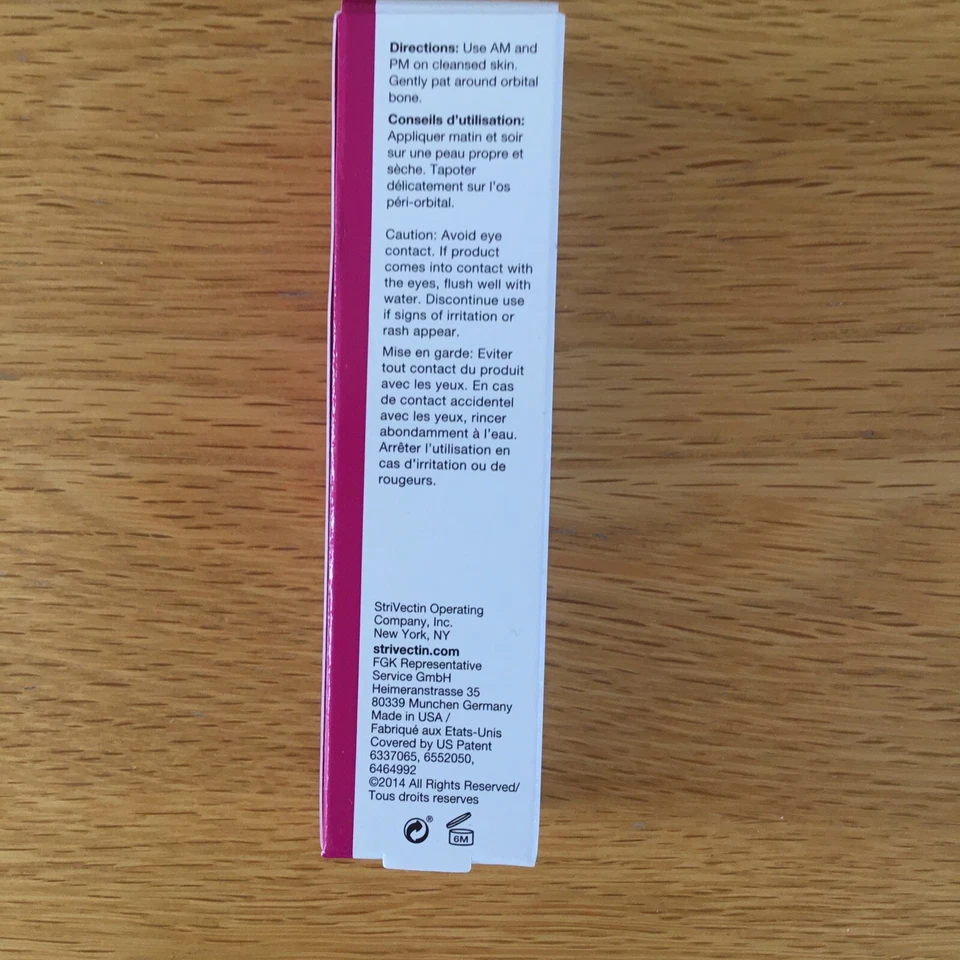 Directions: Use AM and
PM on cleansed skin.
Gently pat around orbital
bone.
Conseils d'utilisation:
Appliquer matin et soir
sur une peau propre et
sèche. Tapoter
délicatement sur l'os
péri-orbital.
Caution: Avoid eye
contact. If product
comes into contact with
the eyes, flush well with
water. Discontinue use
if signs of irritation or
rash appear.
Mise en garde: Eviter
tout contact du produit
avec les yeux. En cas
de contact accidentel
avec les yeux, rincer
abondamment à l'eau.
Arrêter l'utilisation en
cas d'irritation ou de
rougeurs.
StriVectin Operating
Company, Inc.
New York, NY
strivectin.com
FGK Representative
Service GmbH
Heimeranstrasse 35
80339 Munchen Germany
Made in USA /
Fabriqué aux Etats-Unis
Covered by US Patent
6337065, 6552050,
6464992
©2014 All Rights Reserved/
Tous droits reserves
® 6M